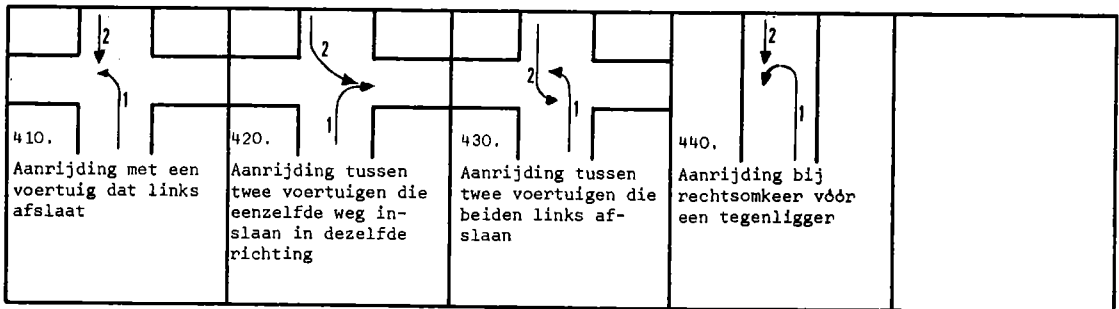 2
1
410.
Aanrijding met een
voertuig dat links
afslaat
2
1
420.
Aanrijding tussen
twee voertuigen die
eenzelfde weg in-
slaan in dezelfde
richting
2
1
430.
Aanrijding tussen
twee voertuigen die
beiden links af-
slaan
2
1
440.
Aanrijding bij
rechtsomkeer vóór
een tegenligger